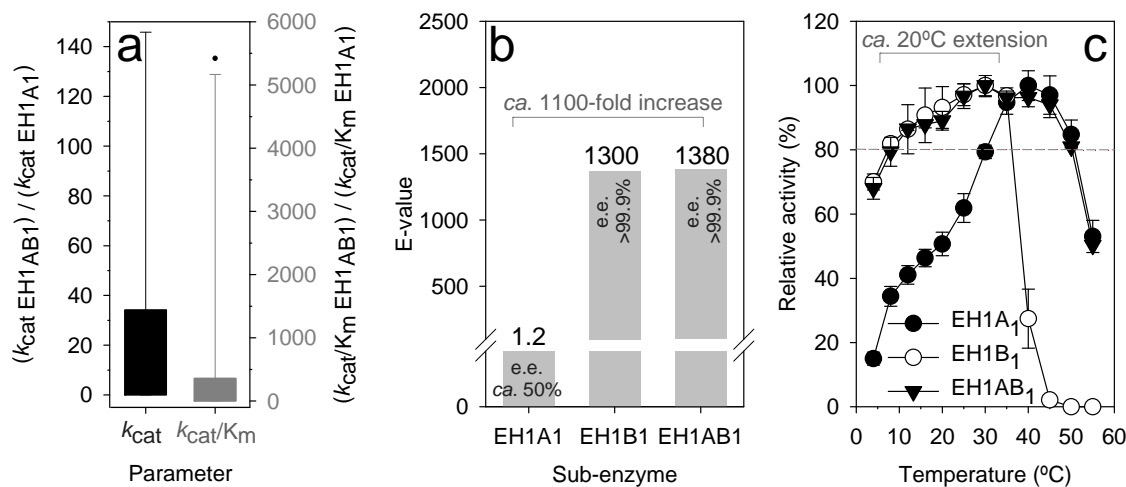 a
(kcat EH1AB1) / (kcat EH1A1)
140
120
100
80
60
40
20
0
6000
5000
4000
3000
2000
1000
0
(kcat/Km EH1AB1) / (kcat/Km EH1A1)
kcat
kcat/Km
Parameter
b
E-value
2500
2000
1500
1000
500
0
ca. 1100-fold increase
1.2
1300
1380
e.e.
ca. 50%
e.e.
>99.9%
e.e.
>99.9%
EH1A1
EH1B1
EH1AB1
Sub-enzyme
c
Relative activity (%)
120
100
80
60
40
20
0
ca. 20ºC extension
EH1A1
EH1B1
EH1AB1
0
10
20
30
40
50
60
Temperature (ºC)